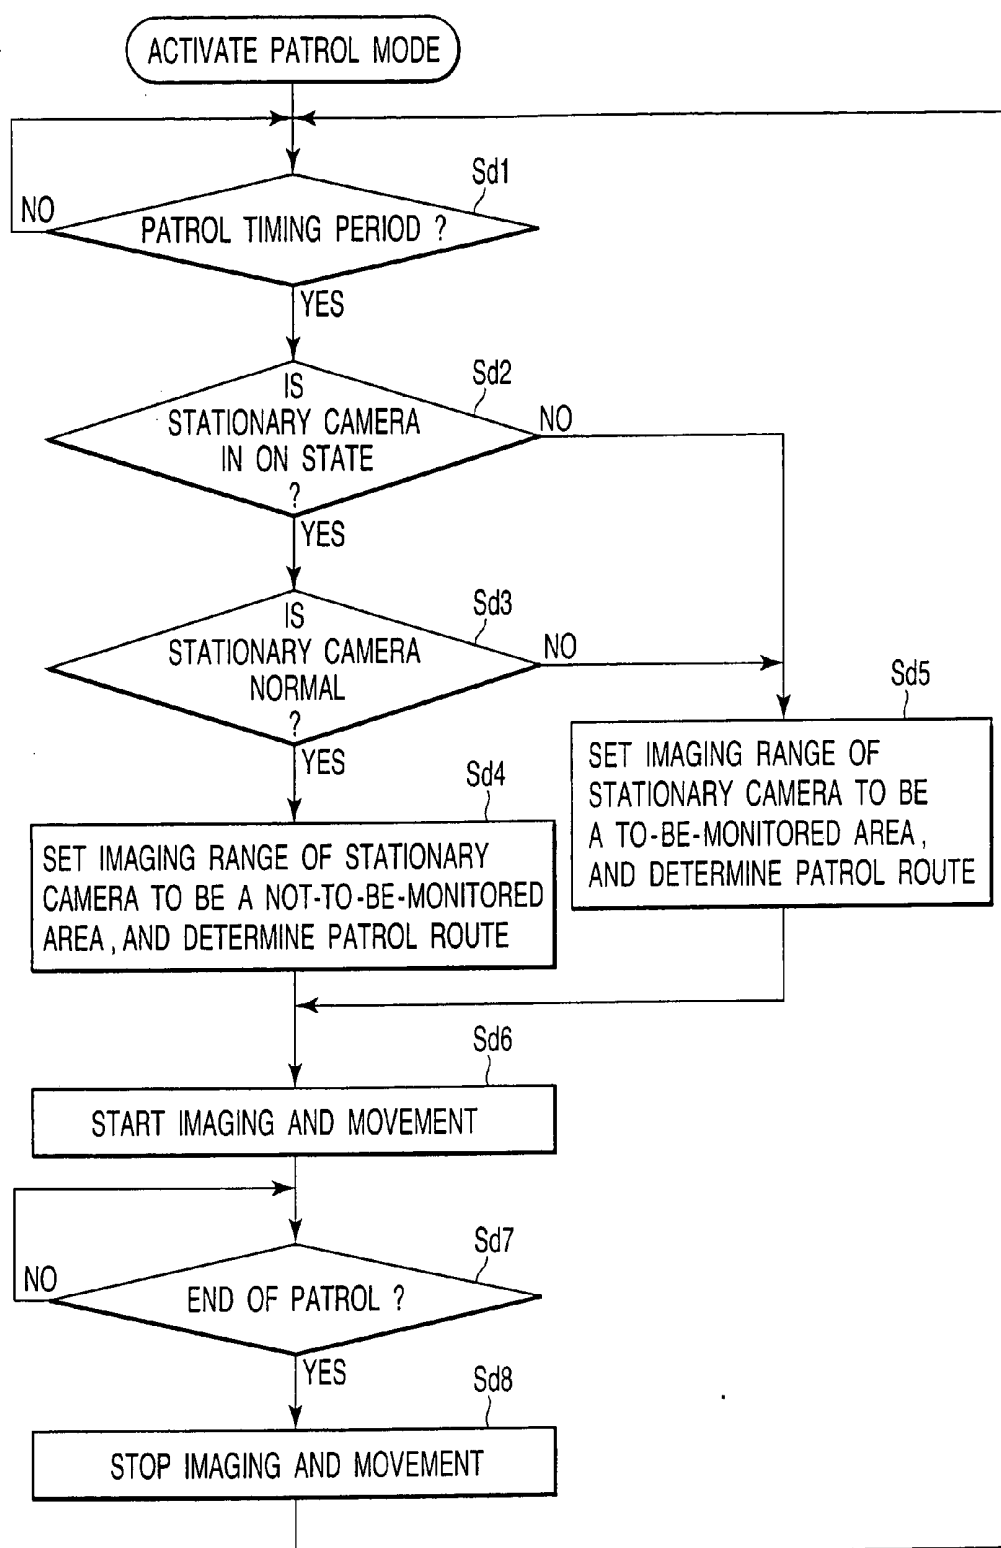 ACTIVATE PATROL MODE
Sd1
NO
PATROL TIMING PERIOD ?
YES
Sd2
IS
STATIONARY CAMERA
IN ON STATE
?
NO
YES
Sd3
IS
STATIONARY CAMERA
NORMAL
?
NO
YES
Sd5
SET IMAGING RANGE OF
STATIONARY CAMERA TO BE
A TO-BE-MONITORED AREA,
AND DETERMINE PATROL ROUTE
Sd4
SET IMAGING RANGE OF STATIONARY
CAMERA TO BE A NOT-TO-BE-MONITORED
AREA, AND DETERMINE PATROL ROUTE
Sd6
START IMAGING AND MOVEMENT
Sd7
NO
END OF PATROL ?
YES
Sd8
STOP IMAGING AND MOVEMENT